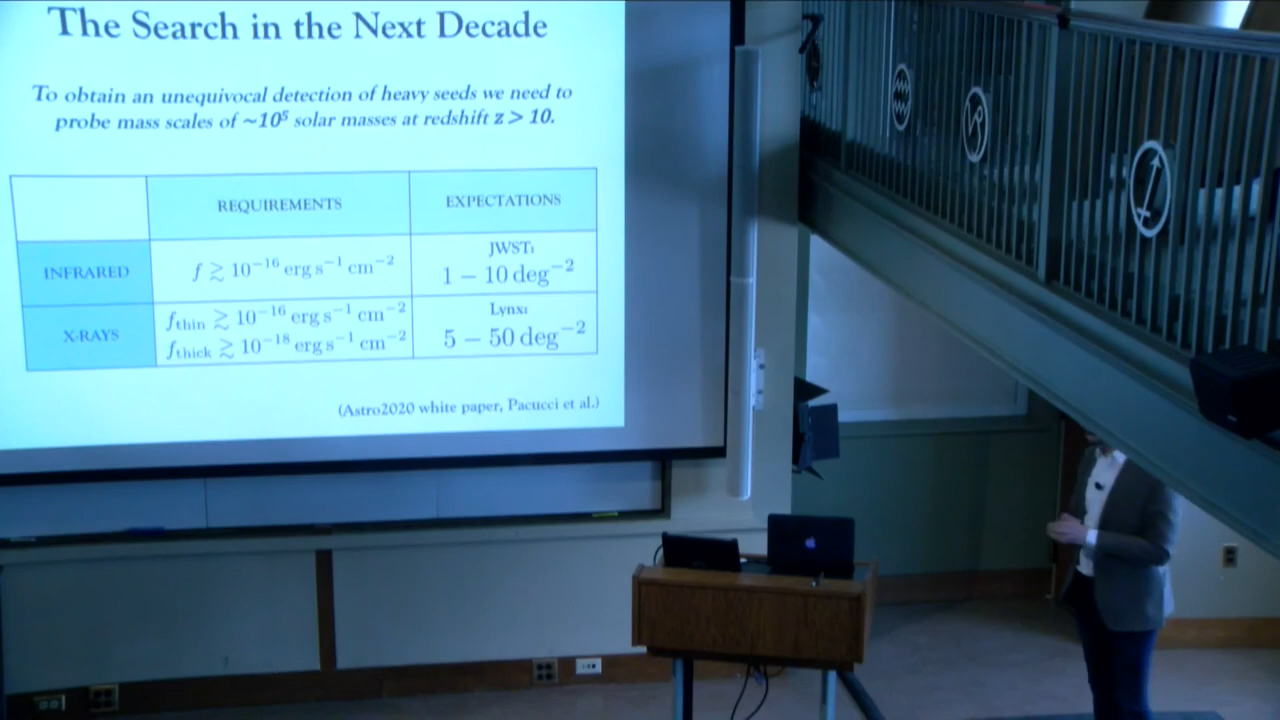 The Search in the Next Decade
To obtain an unequivocal detection of heavy seeds we need to
probe mass scales of ~10⁵ solar masses at redshift z > 10.
REQUIREMENTS EXPECTATIONS
INFRARED f ≳ 10⁻¹⁶ erg s⁻¹ cm⁻² JWST: 1 – 10 deg⁻²
X-RAYS f_thin ≳ 10⁻¹⁶ erg s⁻¹ cm⁻² Lynx: 5 – 50 deg⁻²
f_thick ≳ 10⁻¹⁸ erg s⁻¹ cm⁻²
(Astro2020 white paper, Pacucci et al.)